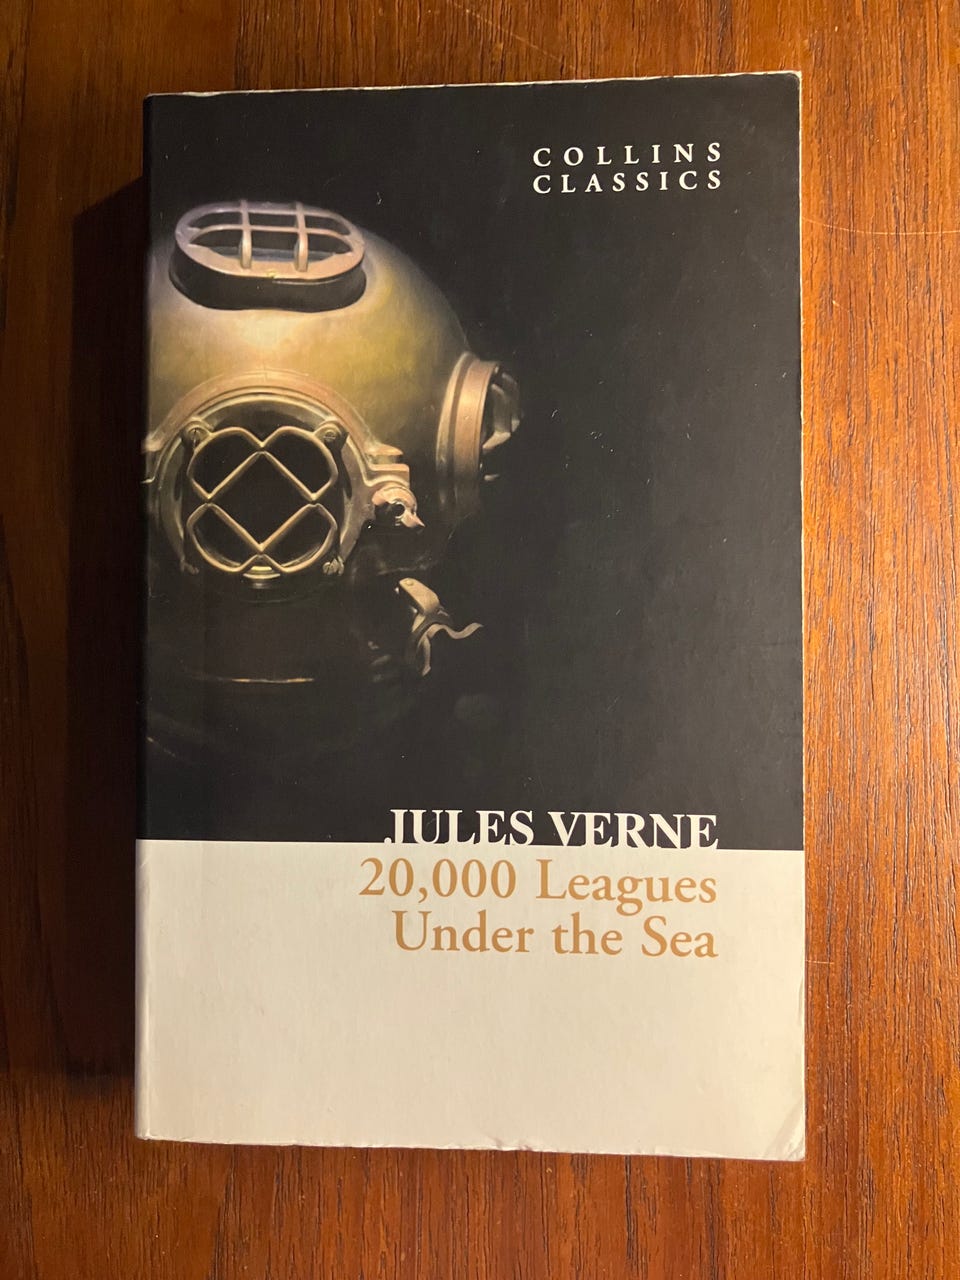 COLLINS
CLASSICS
JULES VERNE
20,000 Leagues
Under the Sea